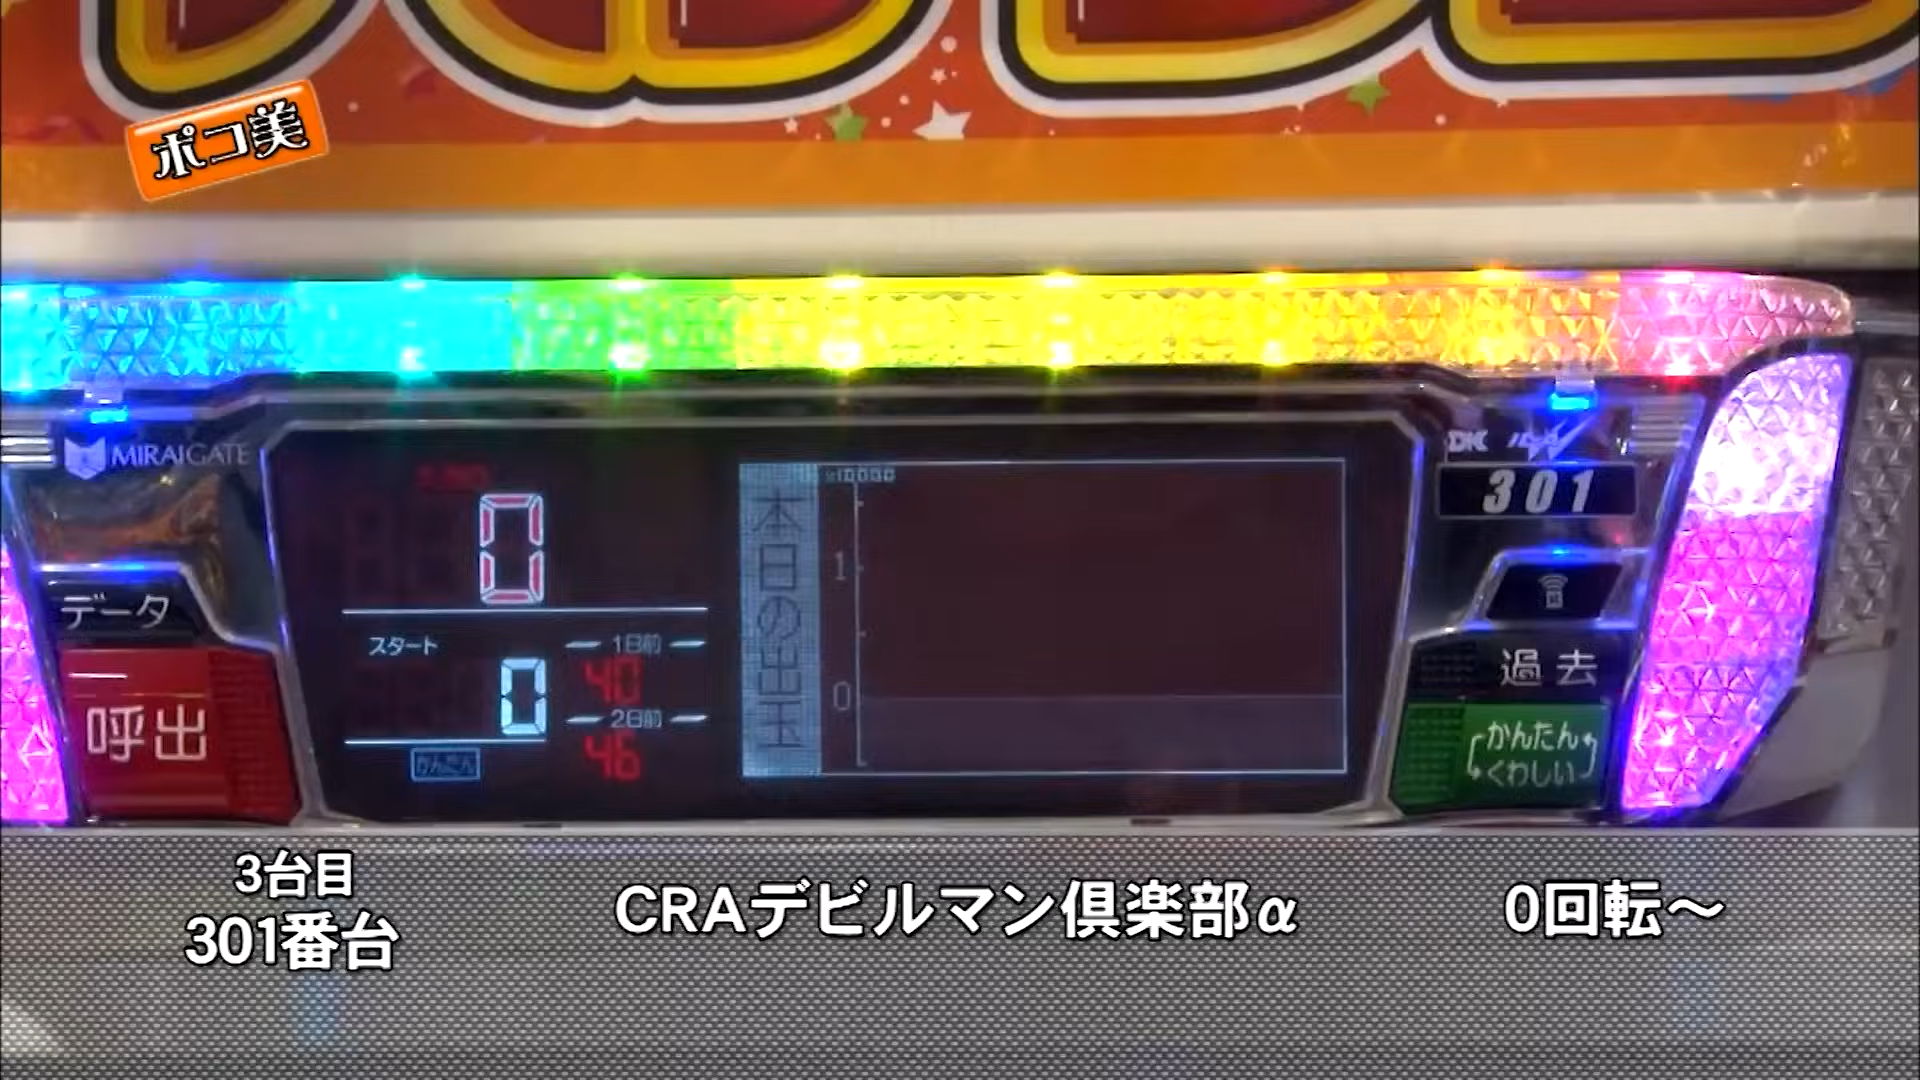 ポコ美
MIRAIGATE
データ
呼出
0
スタート
0
1日前
40
2日前
46
かんたん
本日の出玉
×10000
1
0
DK
301
過去
かんたん
くわしい
3台目
301番台
CRAデビルマン倶楽部α
0回転～